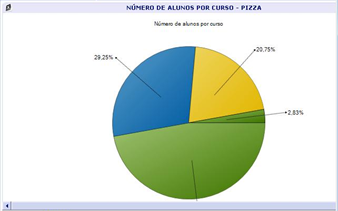 NÚMERO DE ALUNOS POR CURSO - PIZZA
Número de alunos por curso
29.25%
20.75%
2.83%